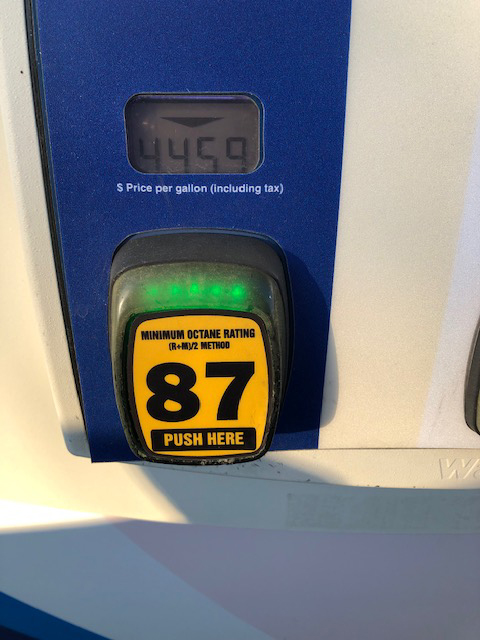 4459
$ Price per gallon (including tax)
MINIMUM OCTANE RATING
(R+M)/2 METHOD
87
PUSH HERE